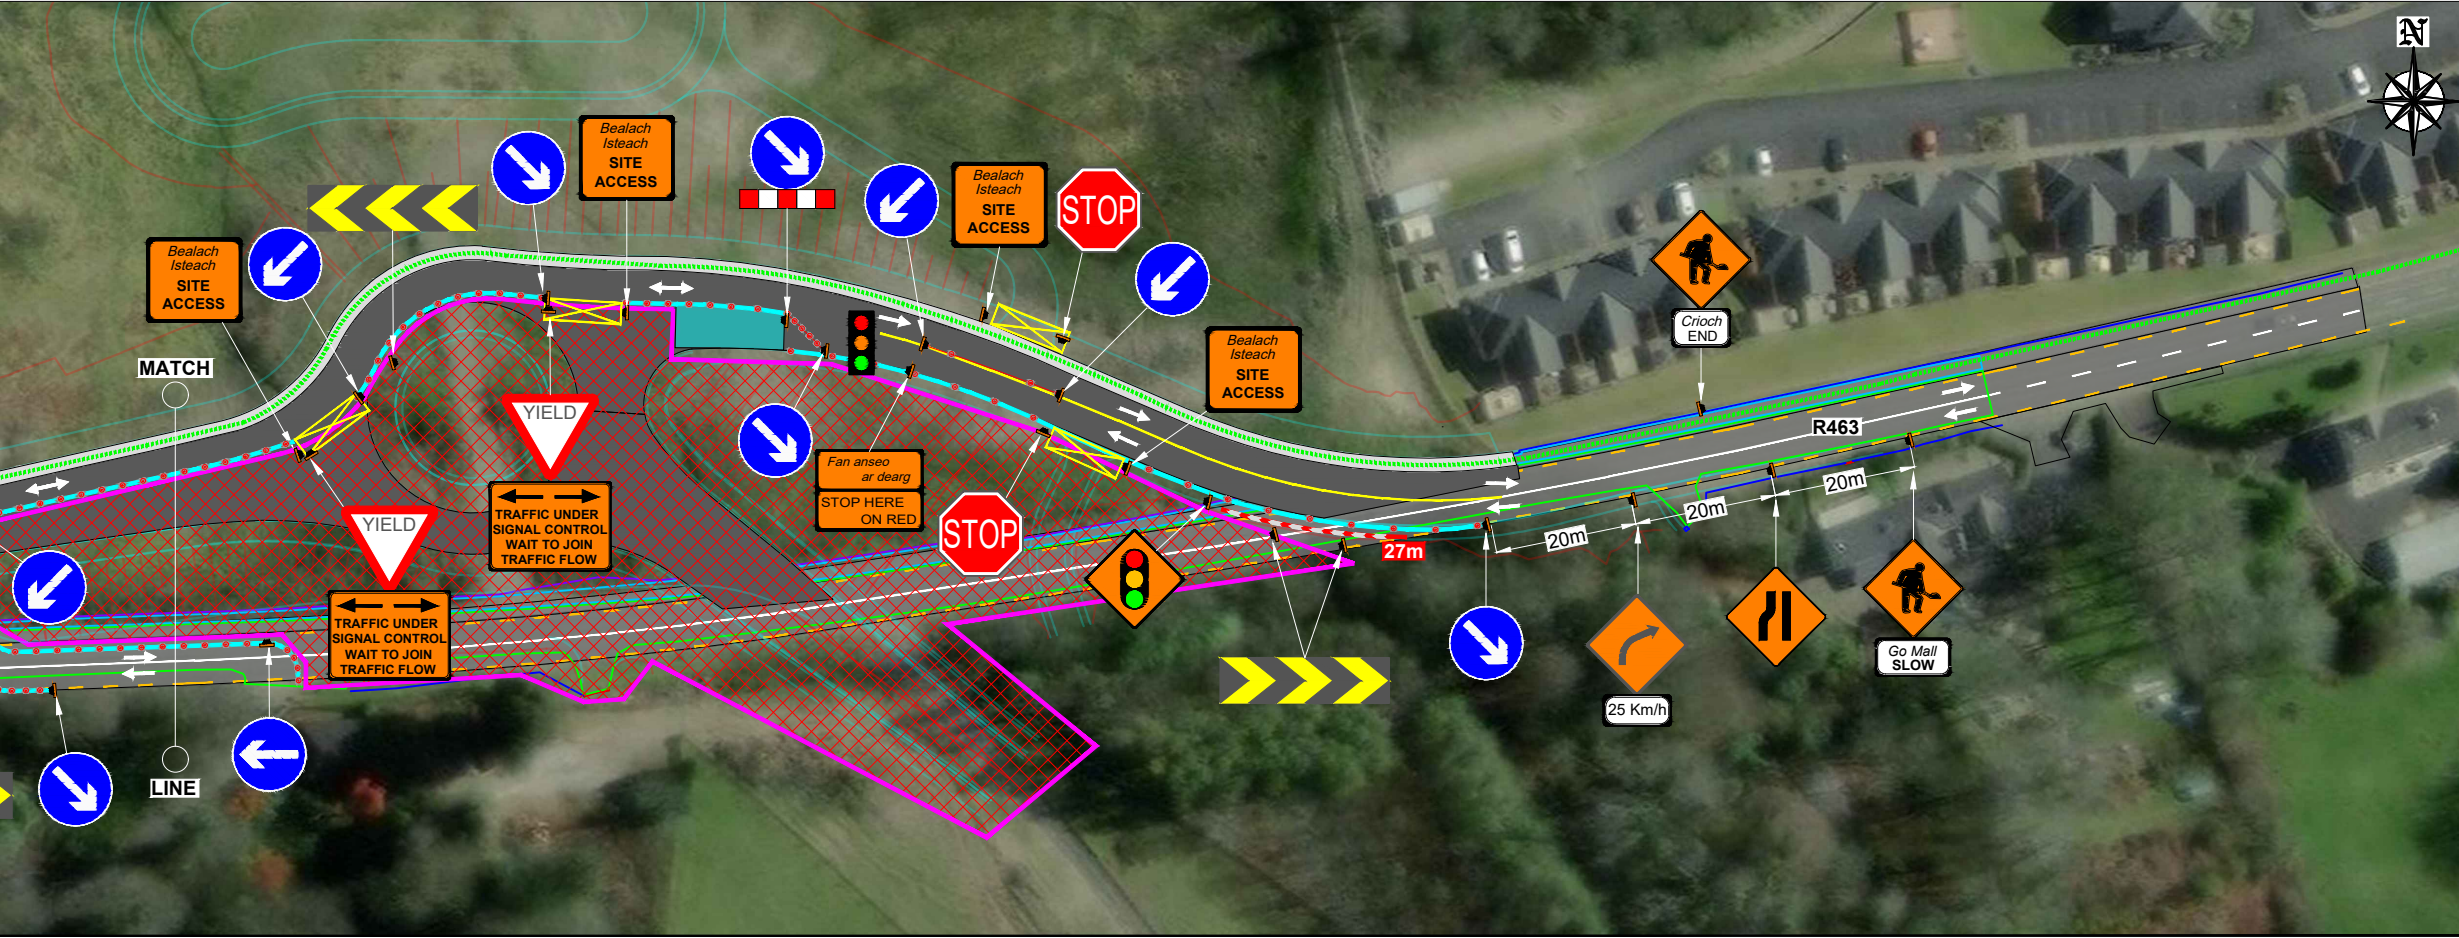 N
Bealach
Isteach
SITE
ACCESS
Bealach
Isteach
SITE
ACCESS
STOP
Bealach
Isteach
SITE
ACCESS
Crioch
END
MATCH
Bealach
Isteach
SITE
ACCESS
YIELD
R463
Fan anseo
ar dearg
STOP HERE
ON RED
20m
20m
20m
TRAFFIC UNDER
SIGNAL CONTROL
WAIT TO JOIN
TRAFFIC FLOW
YIELD
STOP
27m
TRAFFIC UNDER
SIGNAL CONTROL
WAIT TO JOIN
TRAFFIC FLOW
Go Mall
SLOW
25 Km/h
LINE